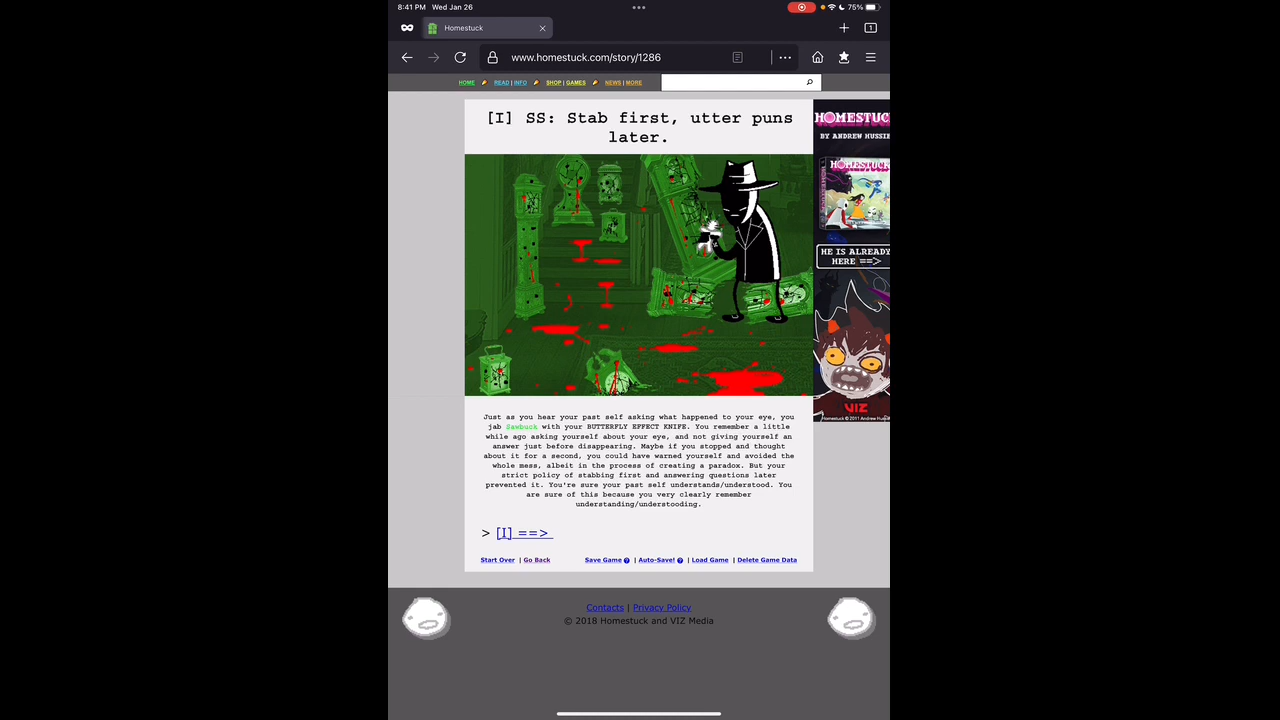 8:41 PM Wed Jan 26
75%
Homestuck
1
www.homestuck.com/story/1286
HOME READ | INFO SHOP | GAMES NEWS | MORE
[I] SS: Stab first, utter puns
later.
HOMESTUC
BY ANDREW HUSSIE
HOMESTUCK
HE IS ALREADY
HERE ==>
VIZ
Homestuck © 2011 Andrew Hussi
Just as you hear your past self asking what happened to your eye, you
jab Sawbuck with your BUTTERFLY EFFECT KNIFE. You remember a little
while ago asking yourself about your eye, and not giving yourself an
answer just before disappearing. Maybe if you stopped and thought
about it for a second, you could have warned yourself and avoided the
whole mess, albeit in the process of creating a paradox. But your
strict policy of stabbing first and answering questions later
prevented it. You're sure your past self understands/understood. You
are sure of this because you very clearly remember
understanding/understooding.
> [I] ==>
Start Over | Go Back Save Game ? | Auto-Save! ? | Load Game | Delete Game Data
Contacts | Privacy Policy
© 2018 Homestuck and VIZ Media